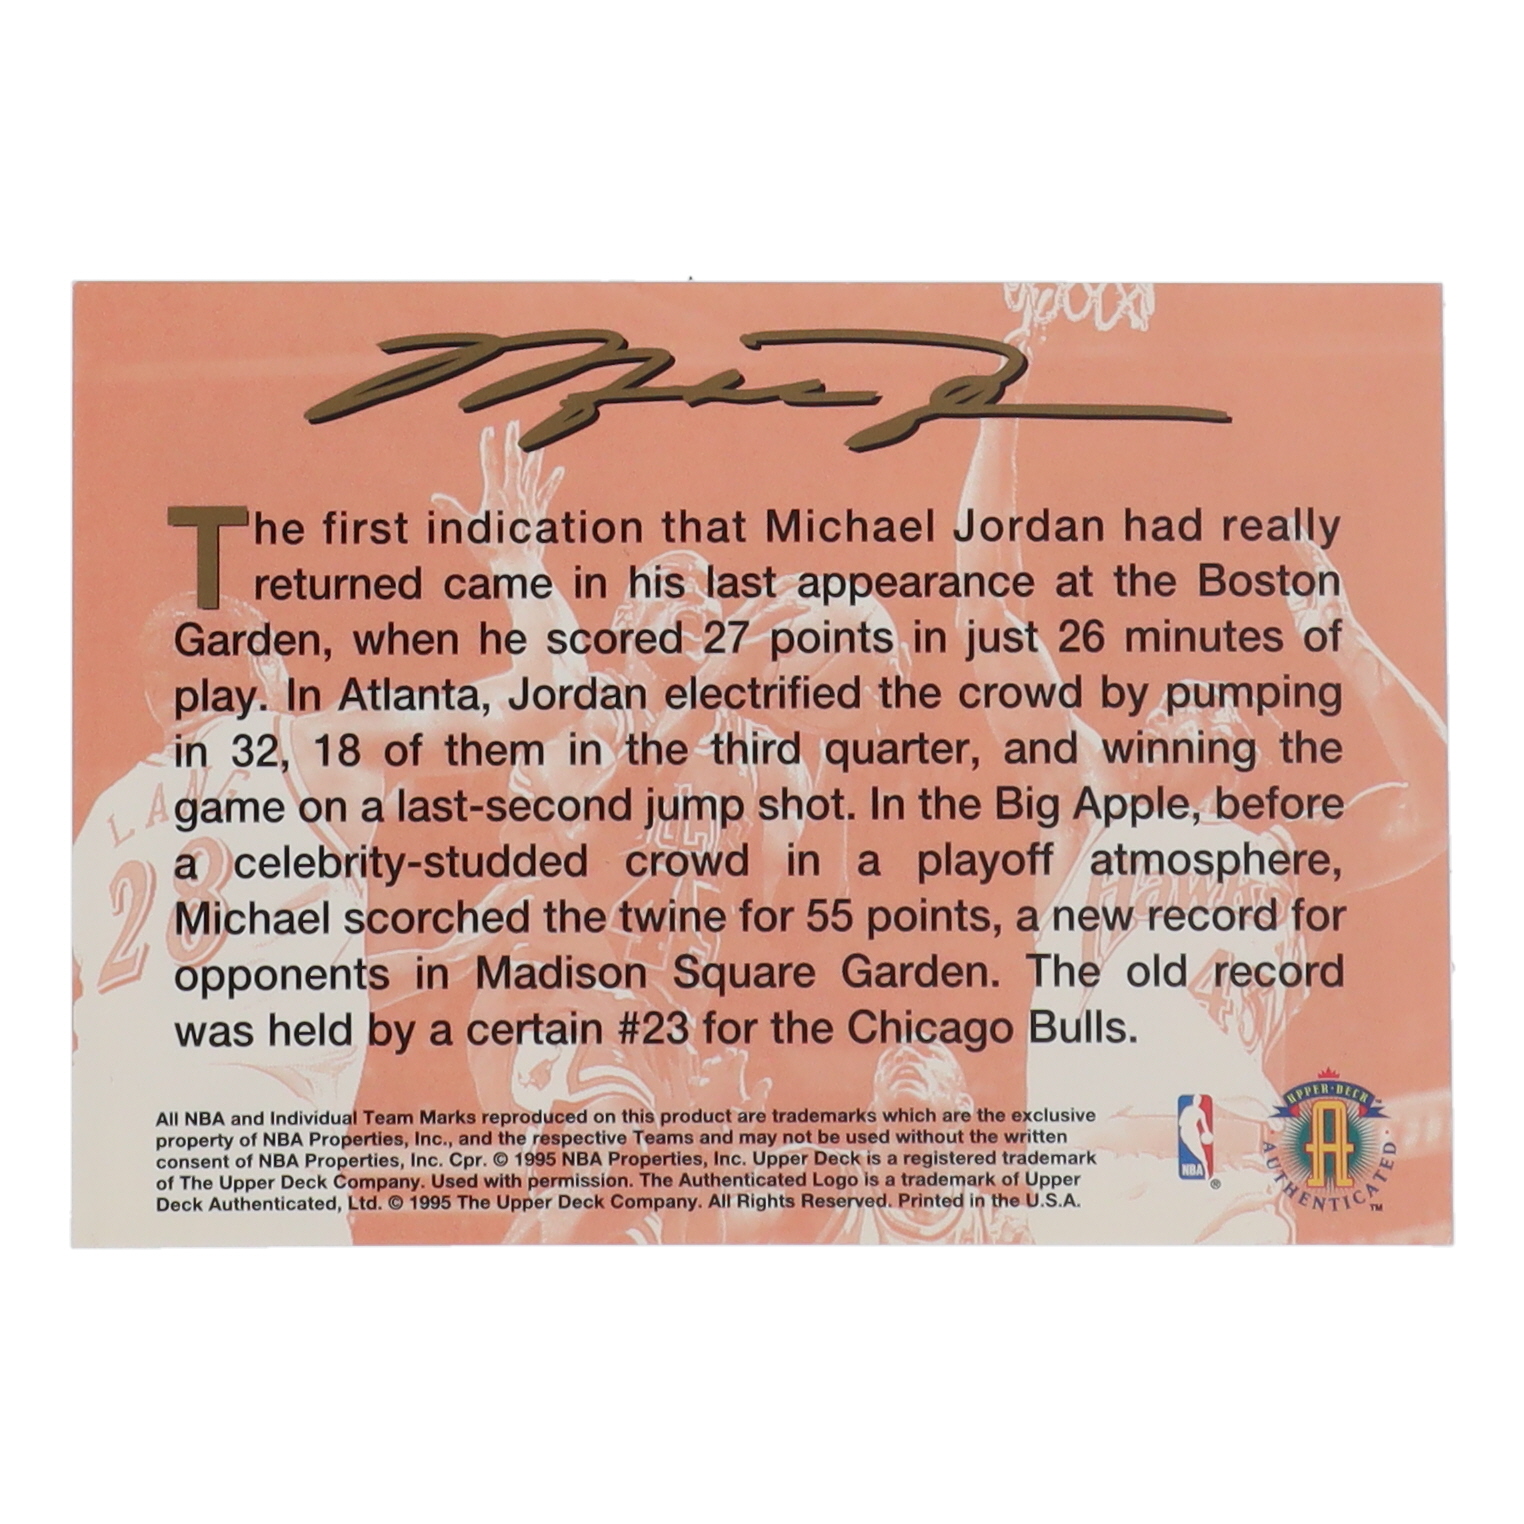 The first indication that Michael Jordan had really
returned came in his last appearance at the Boston
Garden, when he scored 27 points in just 26 minutes of
play. In Atlanta, Jordan electrified the crowd by pumping
in 32, 18 of them in the third quarter, and winning the
game on a last-second jump shot. In the Big Apple, before
a celebrity-studded crowd in a playoff atmosphere,
Michael scorched the twine for 55 points, a new record for
opponents in Madison Square Garden. The old record
was held by a certain #23 for the Chicago Bulls.
LANG
28
Hawks
All NBA and Individual Team Marks reproduced on this product are trademarks which are the exclusive
property of NBA Properties, Inc., and the respective Teams and may not be used without the written
consent of NBA Properties, Inc. Cpr. © 1995 NBA Properties, Inc. Upper Deck is a registered trademark
of The Upper Deck Company. Used with permission. The Authenticated Logo is a trademark of Upper
Deck Authenticated, Ltd. © 1995 The Upper Deck Company. All Rights Reserved. Printed in the U.S.A.
NBA ®
UPPER·DECK
A
AUTHENTICATED ™